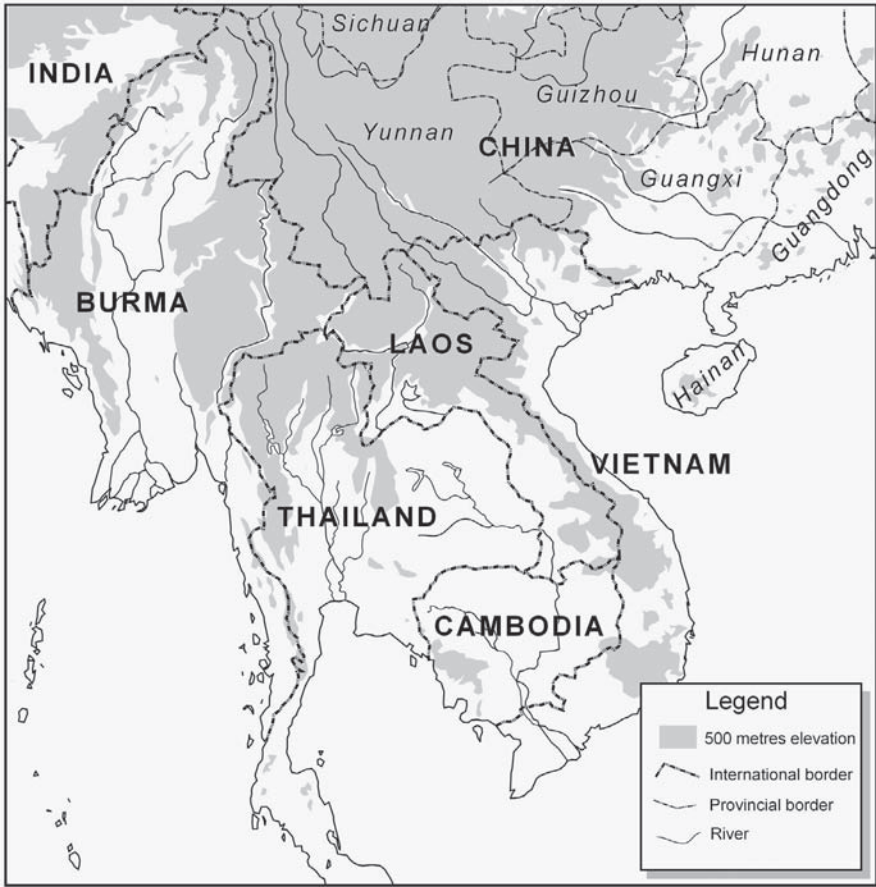 Sichuan
Hunan
INDIA
Guizhou
Yunnan
CHINA
Guangxi
Guangdong
BURMA
LAOS
Hainan
VIETNAM
THAILAND
CAMBODIA
Legend
500 metres elevation
International border
Provincial border
River